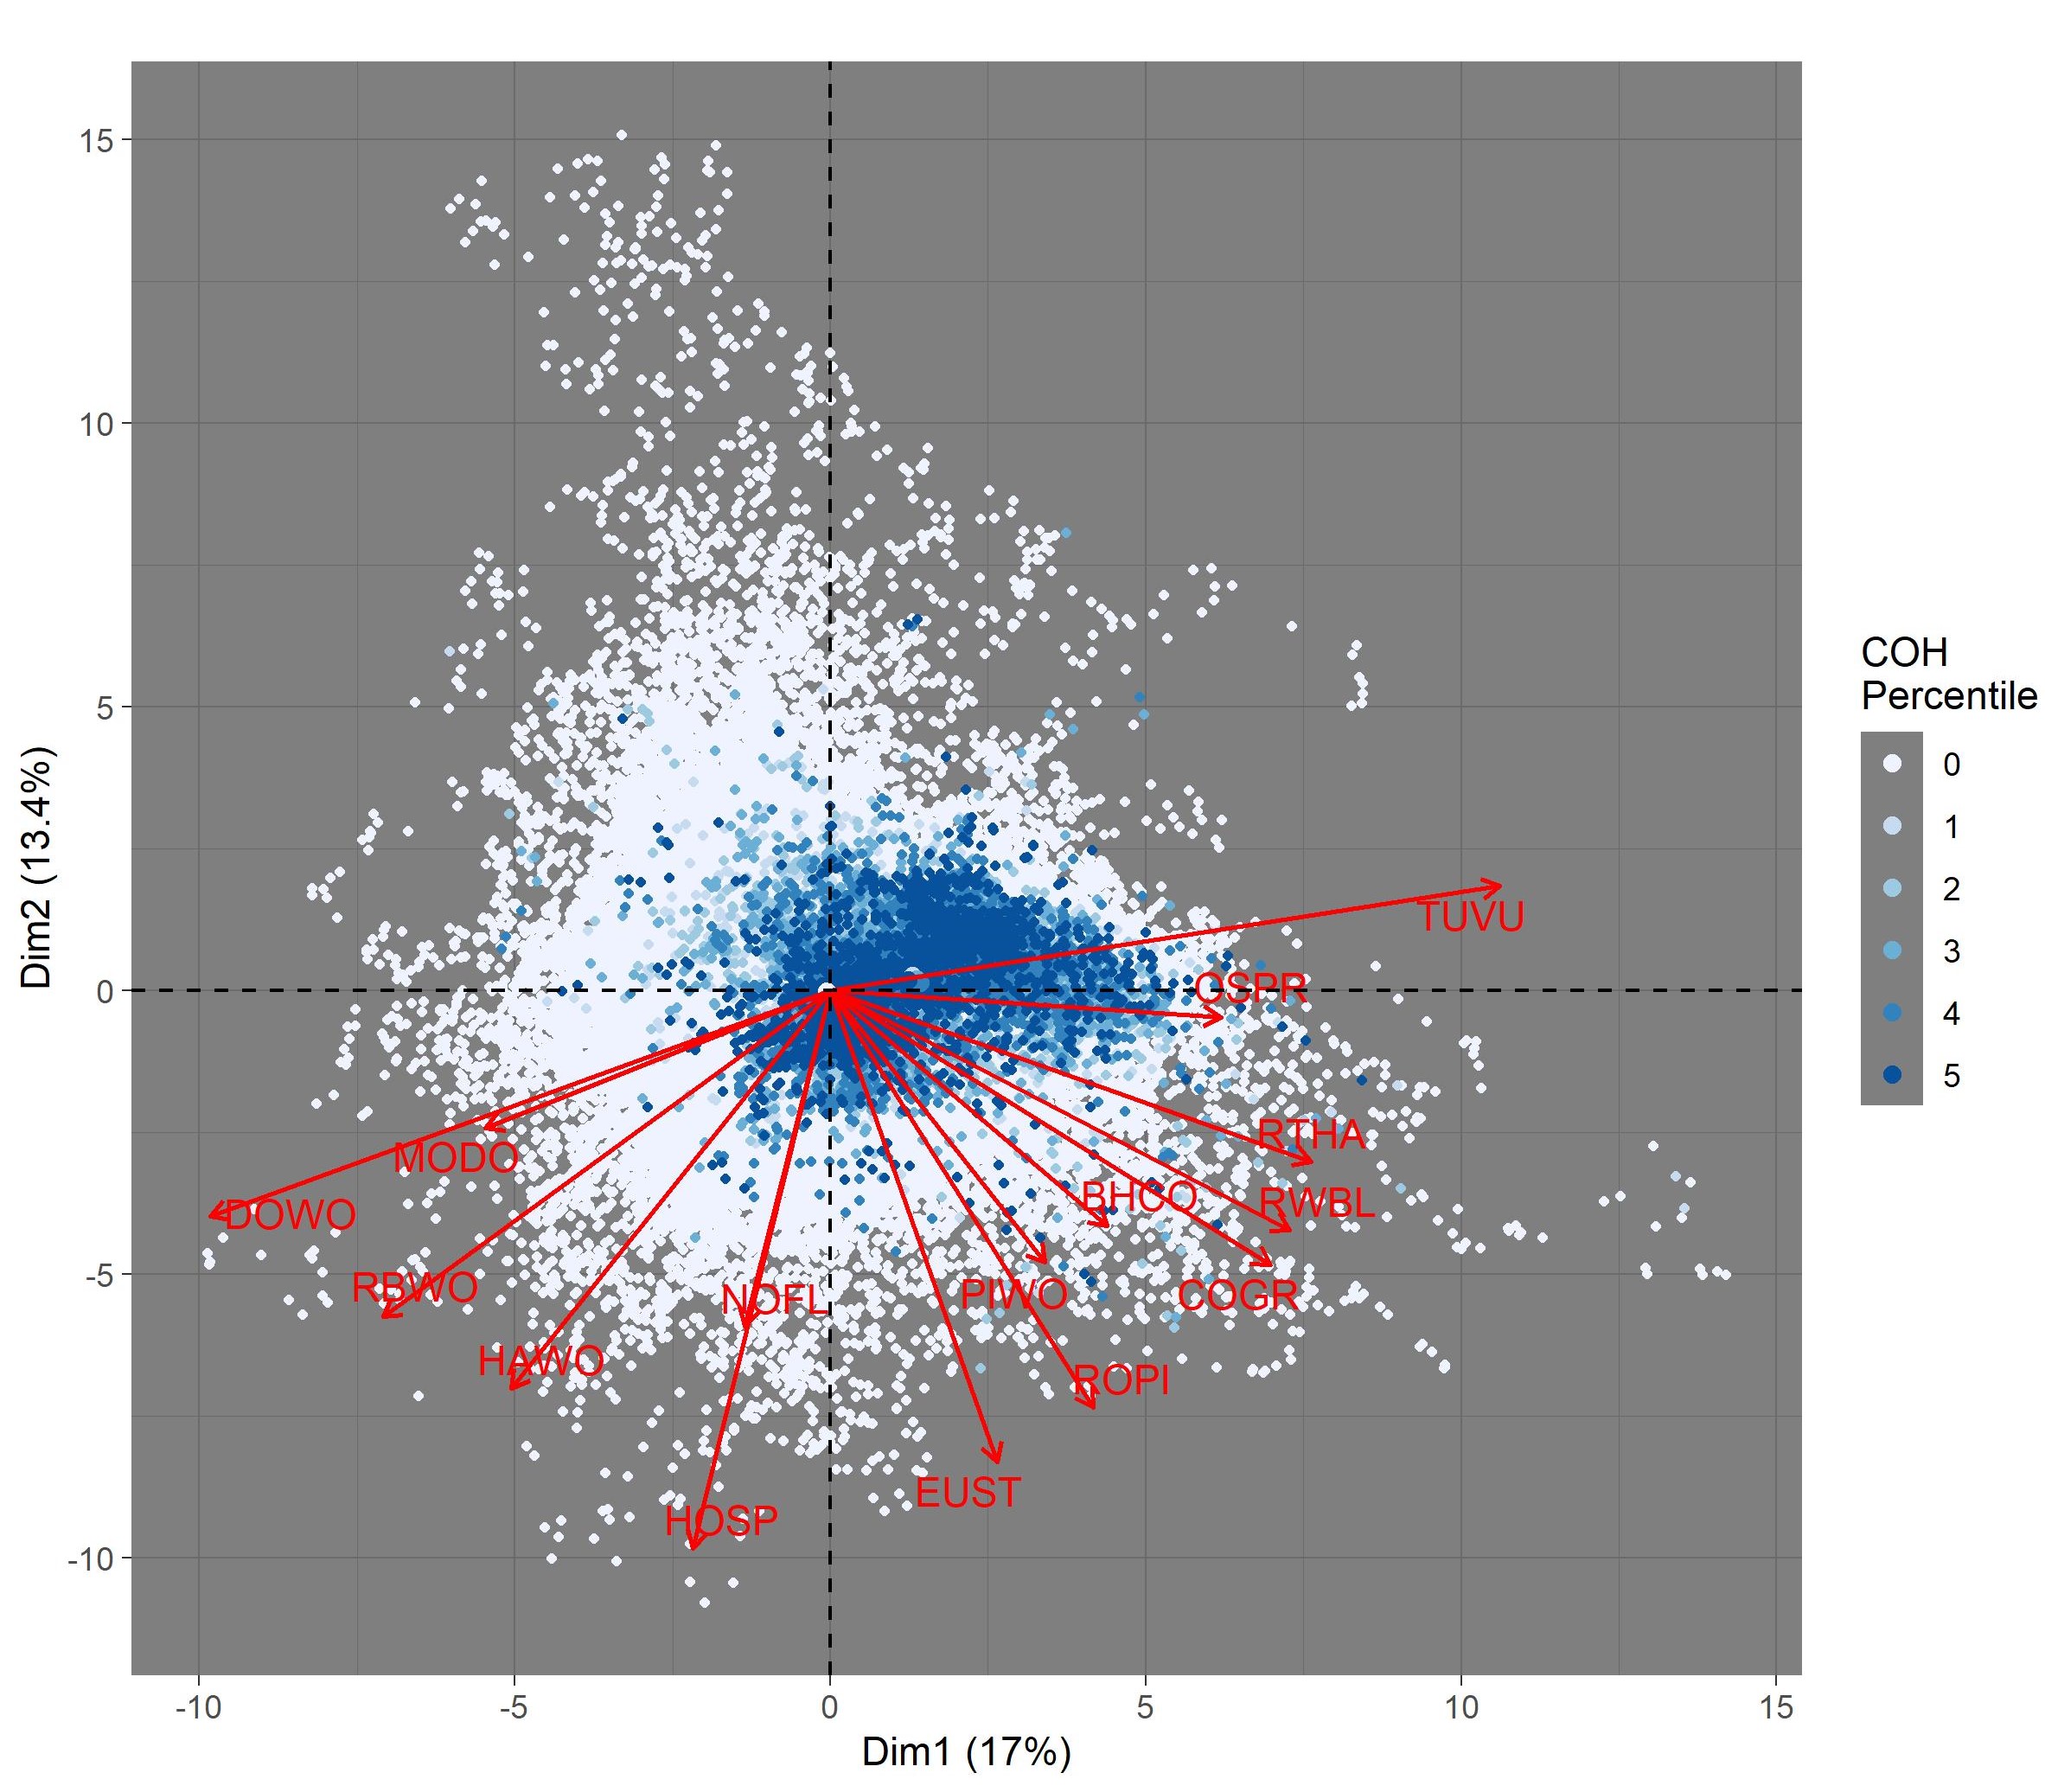 15
10
5
0
-5
-10
Dim2 (13.4%)
TUVU
OSPR
RTHA
MODO
BHCO
RWBL
DOWO
RBWO
NOFL
PIWO
COGR
HAWO
ROPI
EUST
HOSP
-10
-5
0
5
10
15
Dim1 (17%)
COH
Percentile
0
1
2
3
4
5